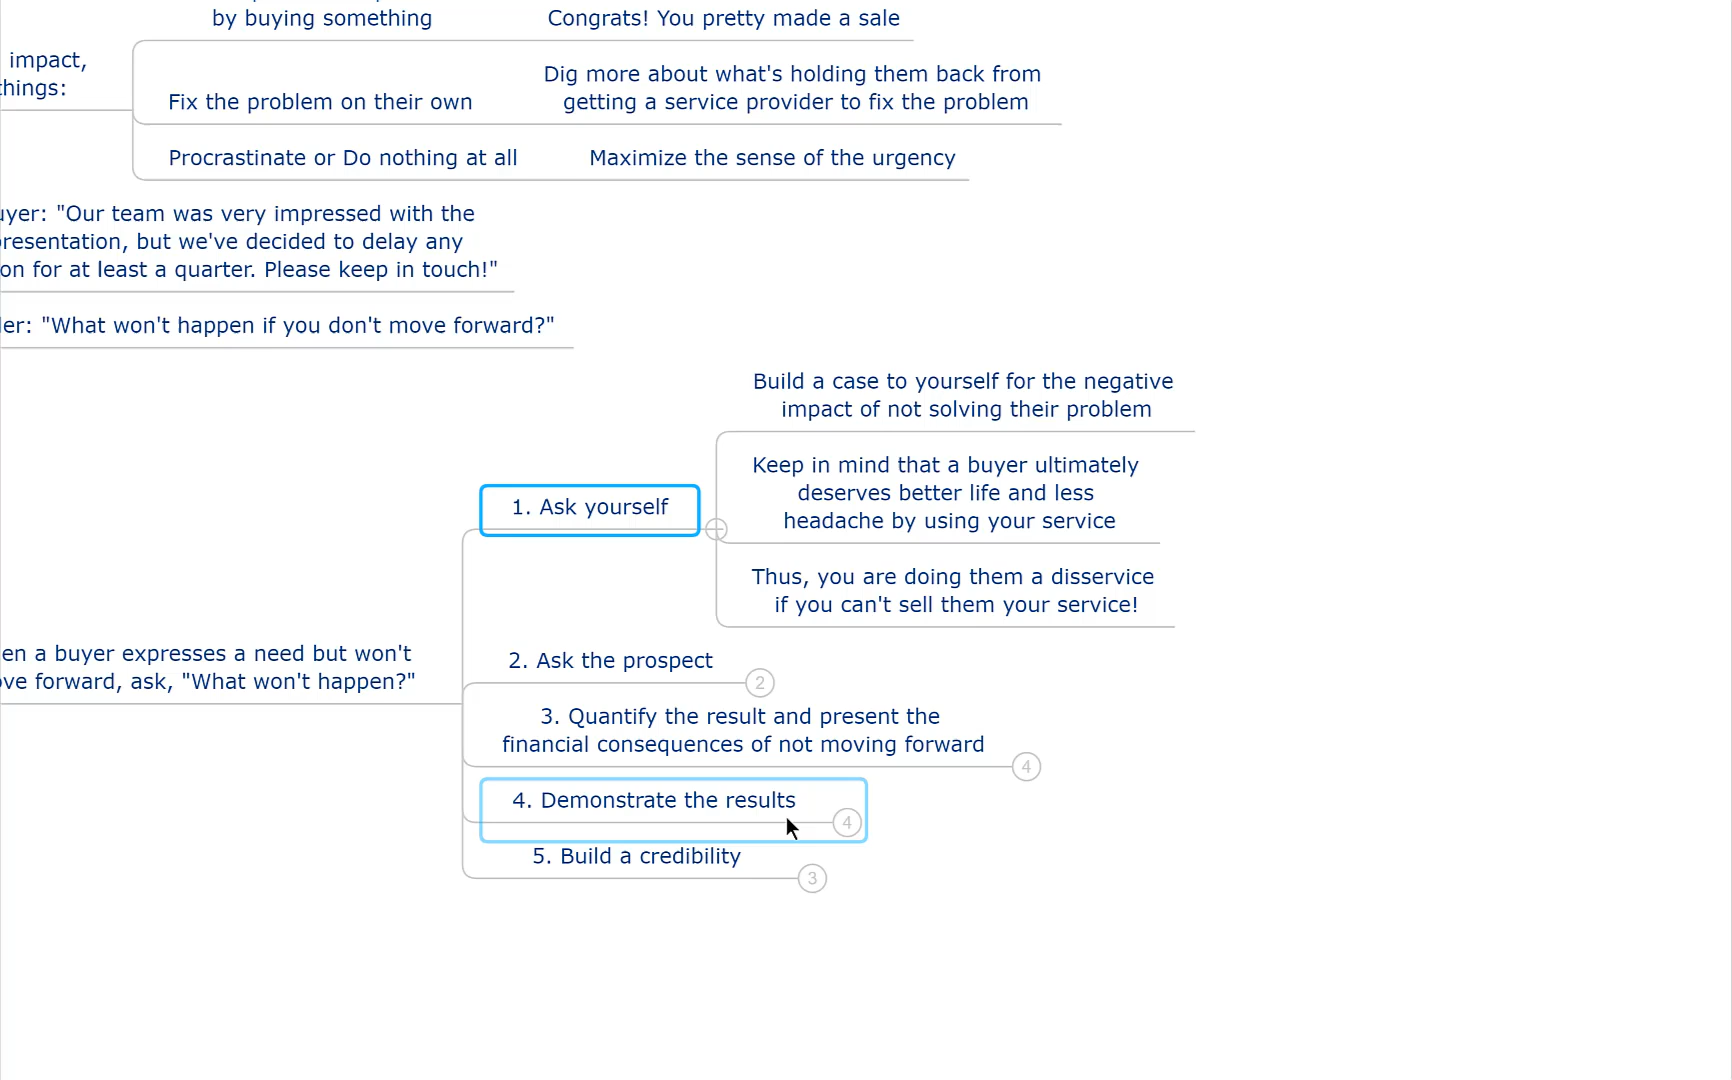 by buying something
Congrats! You pretty made a sale
impact,
things:
Dig more about what's holding them back from
Fix the problem on their own
getting a service provider to fix the problem
Procrastinate or Do nothing at all
Maximize the sense of the urgency
uyer: "Our team was very impressed with the
presentation, but we've decided to delay any
on for at least a quarter. Please keep in touch!"
ler: "What won't happen if you don't move forward?"
Build a case to yourself for the negative
impact of not solving their problem
Keep in mind that a buyer ultimately
deserves better life and less
headache by using your service
1. Ask yourself
Thus, you are doing them a disservice
if you can't sell them your service!
en a buyer expresses a need but won't
ove forward, ask, "What won't happen?"
2. Ask the prospect
2
3. Quantify the result and present the
financial consequences of not moving forward
4
4. Demonstrate the results
4
5. Build a credibility
3